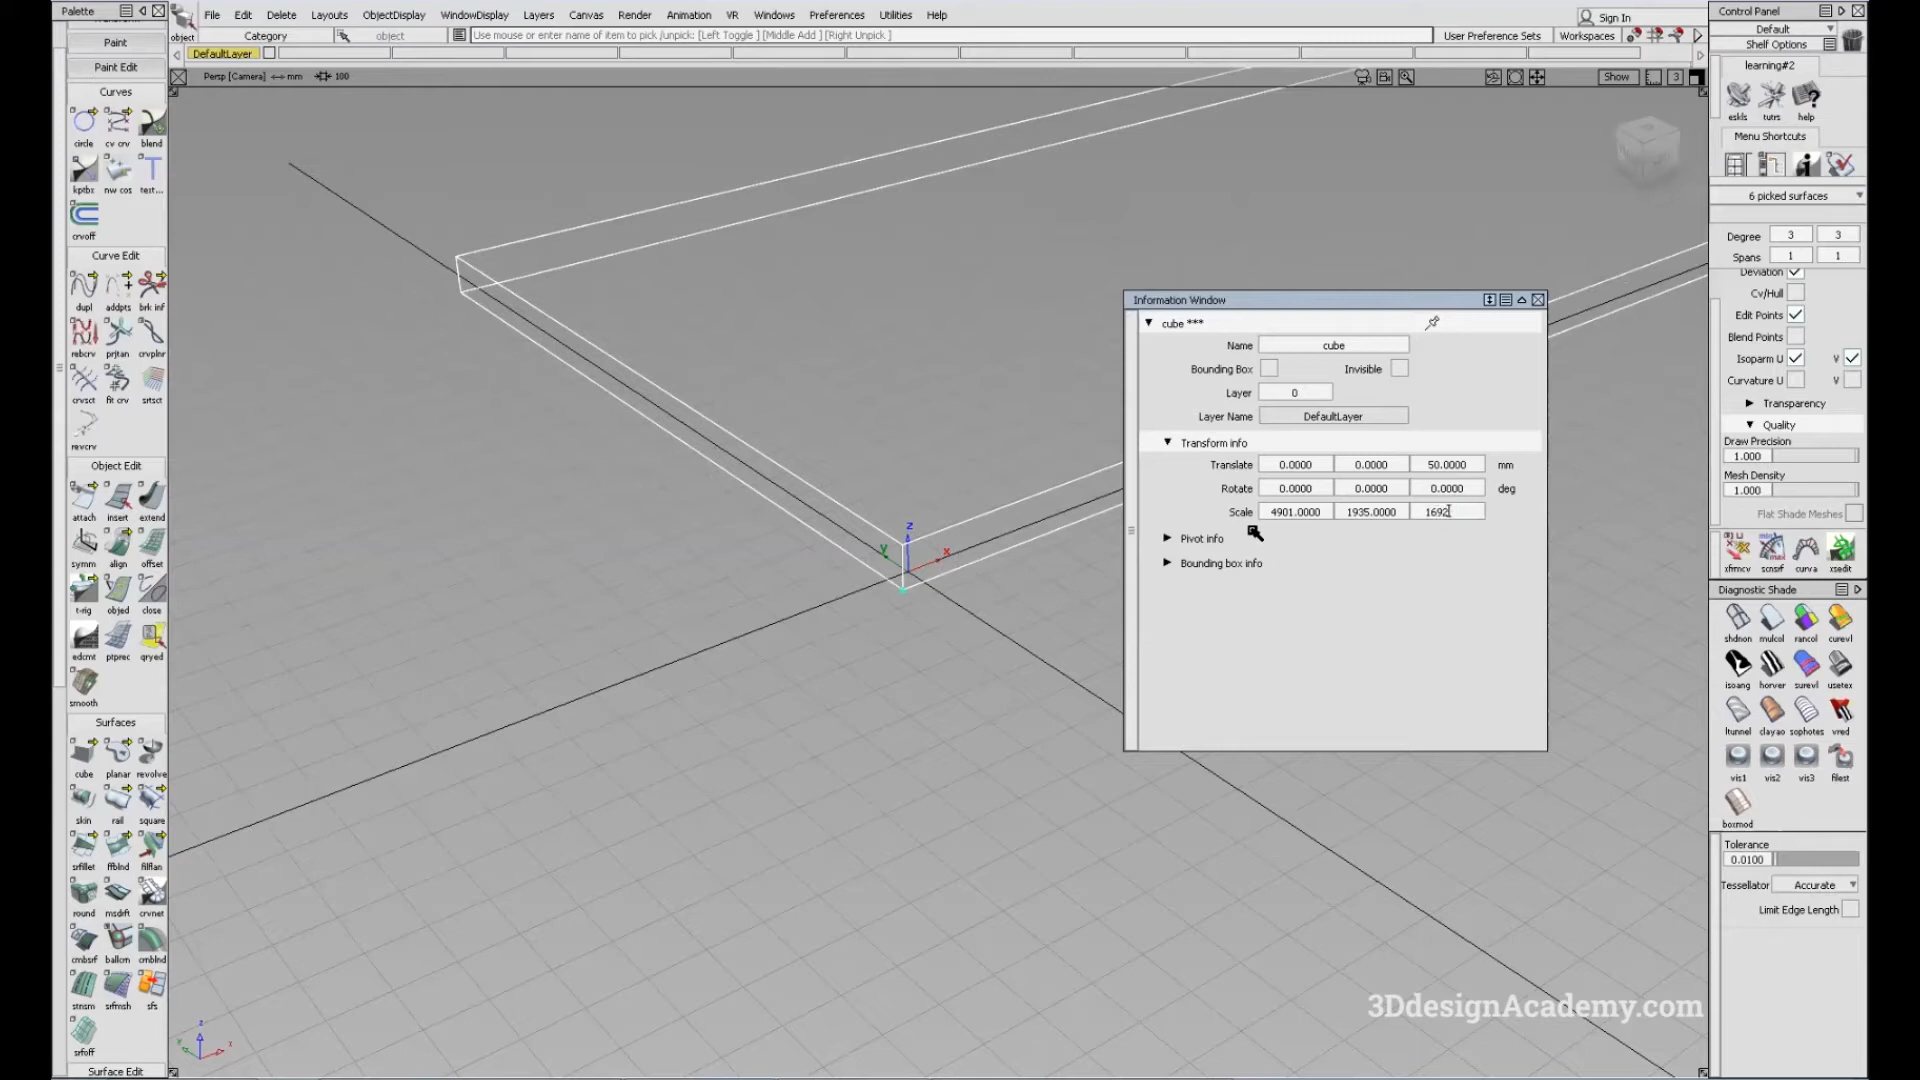 Palette
File Edit Delete Layouts ObjectDisplay WindowDisplay Layers Canvas Render Animation VR Windows Preferences Utilities Help
Sign In
Control Panel
object
Category
object
Use mouse or enter name of item to pick /unpick: [Left Toggle ] [Middle Add ] [Right Unpick ]
User Preference Sets
Workspaces
Default
Shelf Options
DefaultLayer
Persp [Camera] <-> mm 100
Show
3
Paint
Paint Edit
Curves
circle cv crv blend
kptbx nw cos text...
crvoff
Curve Edit
dupl addpts brk inf
rebcrv prjtan crvplnr
crvsct fit crv srtsct
revcrv
Object Edit
attach insert extend
symm align offset
t-rig objed close
edcmt ptprec qryed
smooth
Surfaces
cube planar revolve
skin rail square
srfillet ffblnd filflan
round msdrft crvnet
cmbsrf ballcrn cmblnd
stnsm srfmsh sfs
srfoff
Surface Edit
z
y
x
Information Window
cube ***
Name cube
Bounding Box Invisible
Layer 0
Layer Name DefaultLayer
Transform info
Translate 0.0000 0.0000 50.0000 mm
Rotate 0.0000 0.0000 0.0000 deg
Scale 4901.0000 1935.0000 1692
Pivot info
Bounding box info
learning#2
eskls tutrs help
Menu Shortcuts
6 picked surfaces
Degree 3 3
Spans 1 1
Deviation
Cv/Hull
Edit Points
Blend Points
Isoparm U V
Curvature U V
Transparency
Quality
Draw Precision
1.000
Mesh Density
1.000
Flat Shade Meshes
xfrmcv scnsrf curva xsedit
Diagnostic Shade
shdnon mulcol rancol curevl
isoang horver surevl usetex
ltunnel clayao sophotes vred
vis1 vis2 vis3 filest
boxmod
Tolerance
0.0100
Tessellator Accurate
Limit Edge Length
3DdesignAcademy.com
z
y
x